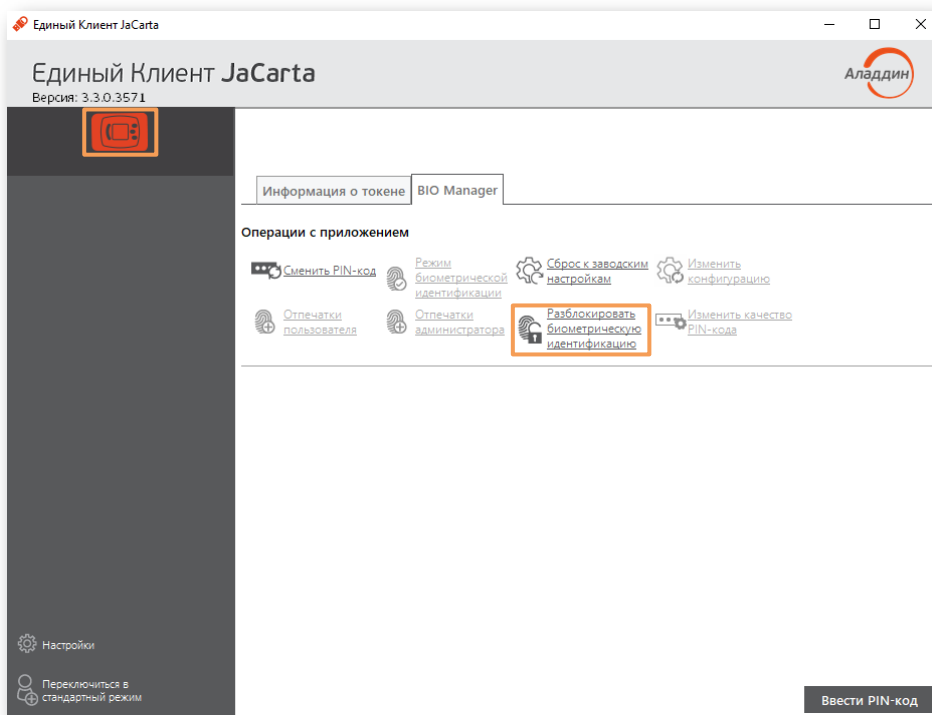 Единый Клиент JaCarta
Единый Клиент JaCarta
Версия: 3.3.0.3571
Аладдин
Информация о токене
BIO Manager
Операции с приложением
Сменить PIN-код
Режим
биометрической
идентификации
Сброс к заводским
настройкам
Изменить
конфигурацию
Отпечатки
пользователя
Отпечатки
администратора
Разблокировать
биометрическую
идентификацию
Изменить качество
PIN-кода
Настройки
Переключиться в
стандартный режим
Ввести PIN-код